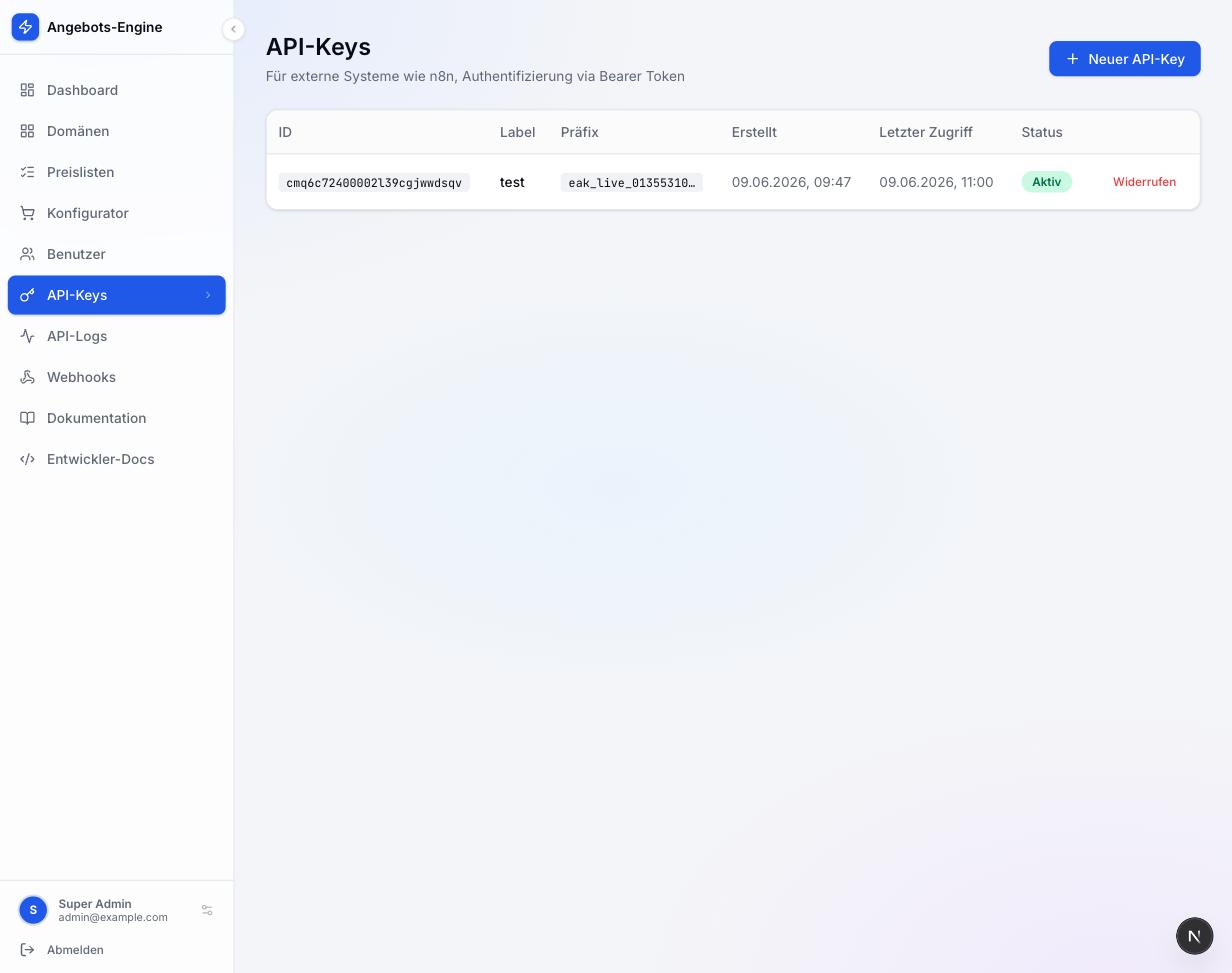 Angebots-Engine
Dashboard
Domänen
Preislisten
Konfigurator
Benutzer
API-Keys
API-Logs
Webhooks
Dokumentation
Entwickler-Docs
S
Super Admin
admin@example.com
Abmelden
API-Keys
Für externe Systeme wie n8n, Authentifizierung via Bearer Token
+ Neuer API-Key
ID Label Präfix Erstellt Letzter Zugriff Status
cmq6c72400002l39cgjwwdsqv test eak_live_01355310… 09.06.2026, 09:47 09.06.2026, 11:00 Aktiv Widerrufen
N